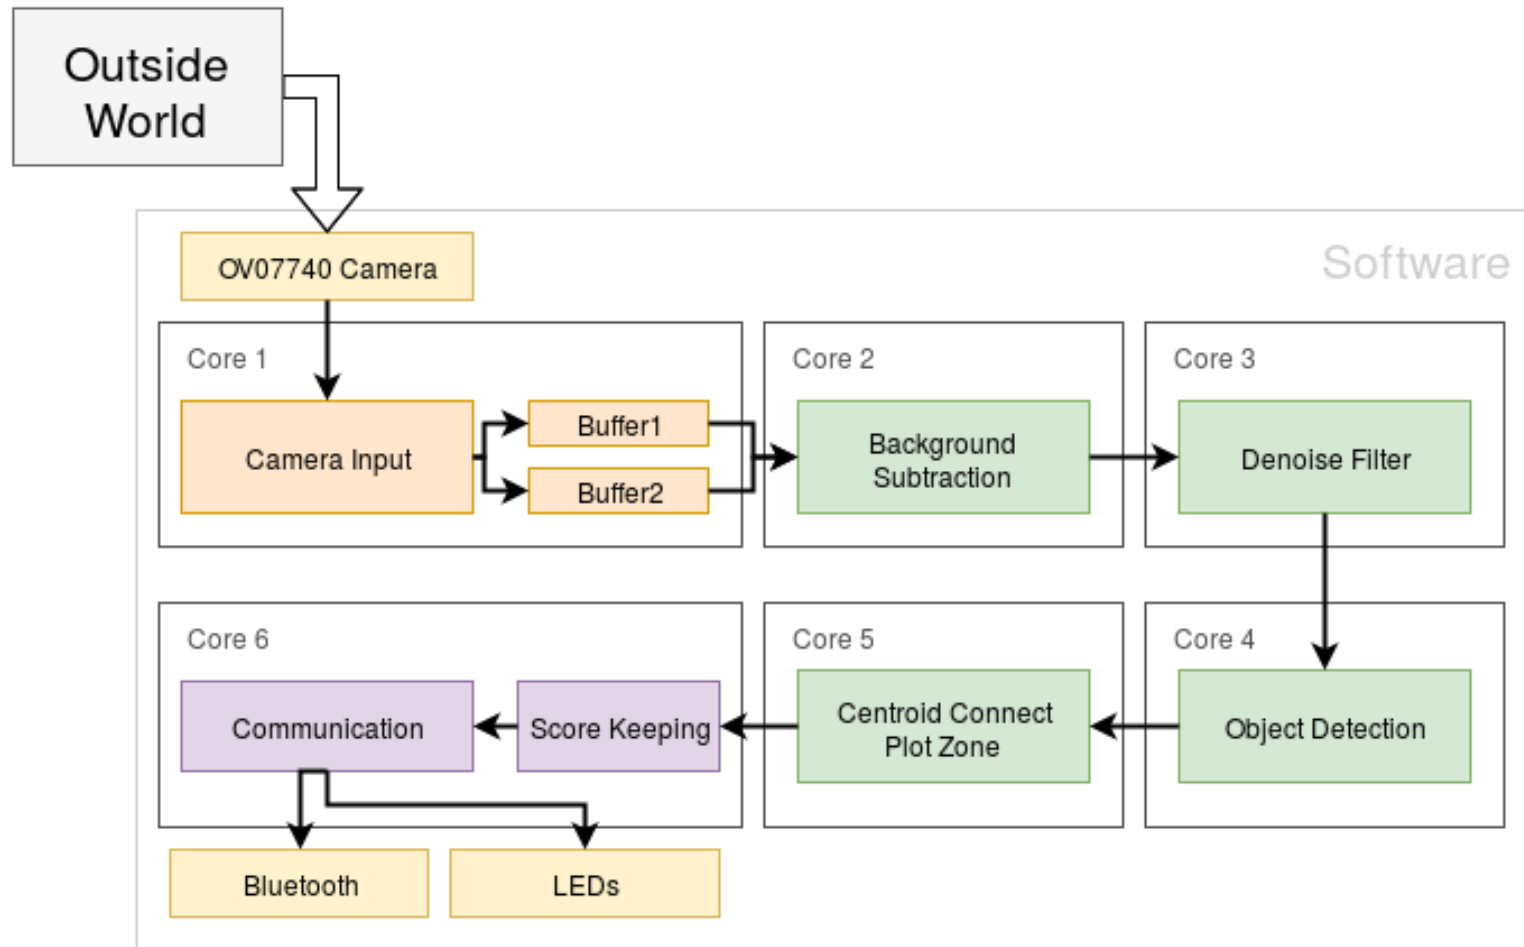 Outside
World
OV07740 Camera
Software
Core 1
Core 2
Core 3
Camera Input
Buffer1
Buffer2
Background
Subtraction
Denoise Filter
Core 6
Core 5
Core 4
Communication
Score Keeping
Centroid Connect
Plot Zone
Object Detection
Bluetooth
LEDs